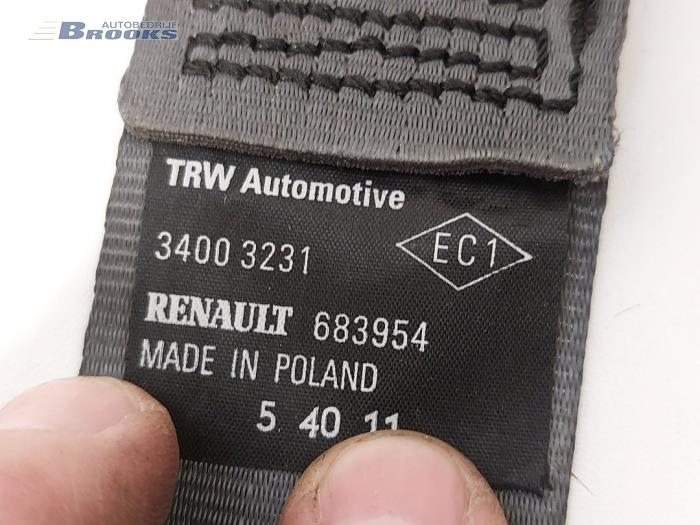 AUTOBEDRIJF
BROOKS
TRW Automotive
3400 3231
EC1
RENAULT 683954
MADE IN POLAND
5 40 11